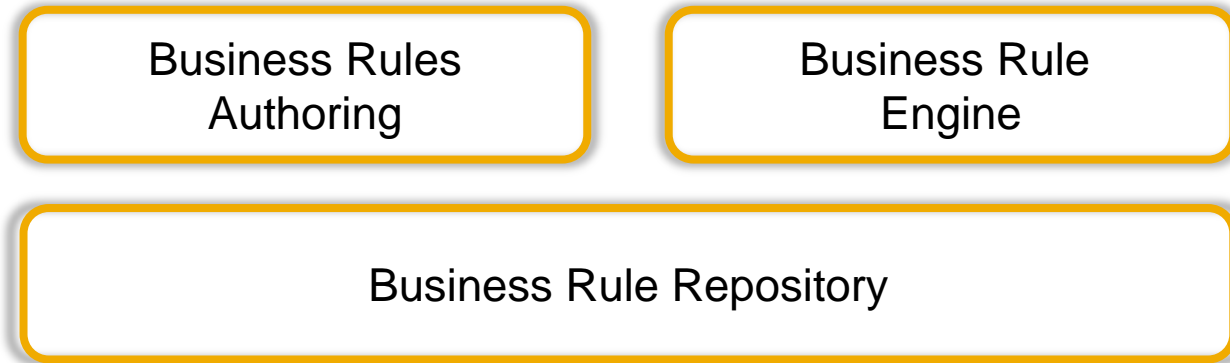 Business Rules
Authoring
Business Rule
Engine
Business Rule Repository